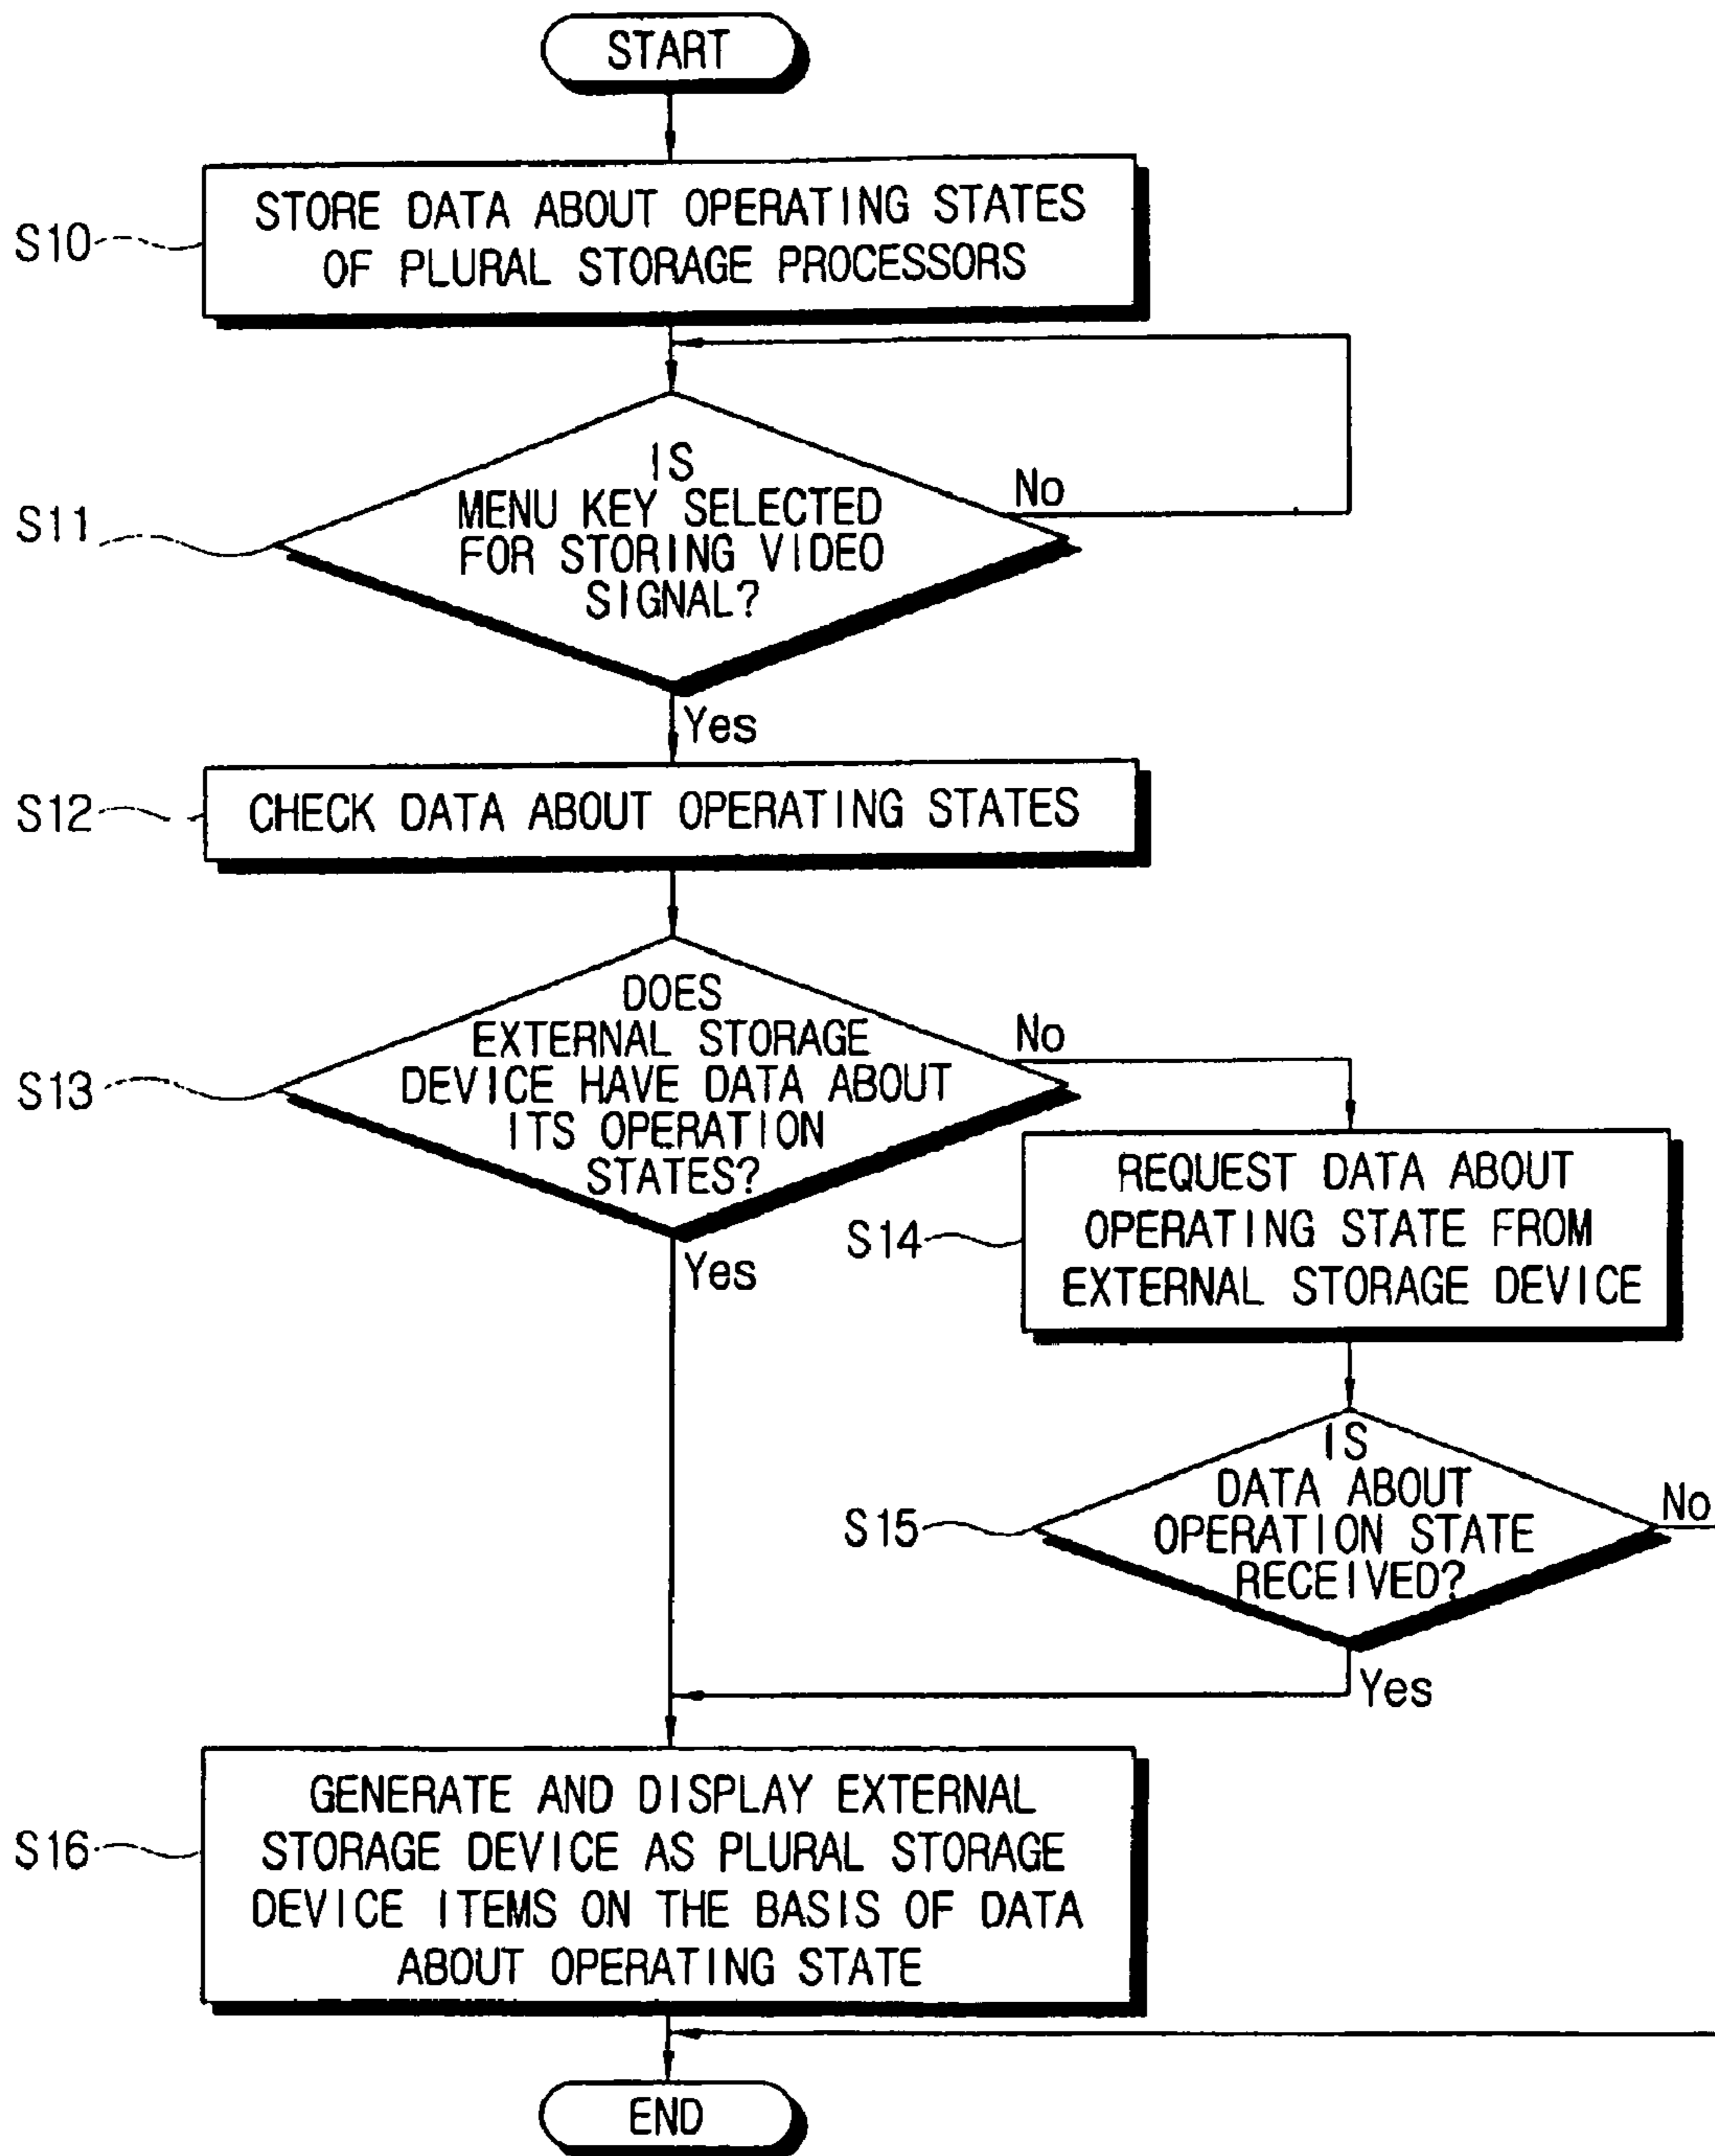 START
S10
STORE DATA ABOUT OPERATING STATES
OF PLURAL STORAGE PROCESSORS
S11
IS
MENU KEY SELECTED
FOR STORING VIDEO
SIGNAL?
No
Yes
S12
CHECK DATA ABOUT OPERATING STATES
S13
DOES
EXTERNAL STORAGE
DEVICE HAVE DATA ABOUT
ITS OPERATION
STATES?
No
Yes
S14
REQUEST DATA ABOUT
OPERATING STATE FROM
EXTERNAL STORAGE DEVICE
S15
IS
DATA ABOUT
OPERATION STATE
RECEIVED?
No
Yes
S16
GENERATE AND DISPLAY EXTERNAL
STORAGE DEVICE AS PLURAL STORAGE
DEVICE ITEMS ON THE BASIS OF DATA
ABOUT OPERATING STATE
END